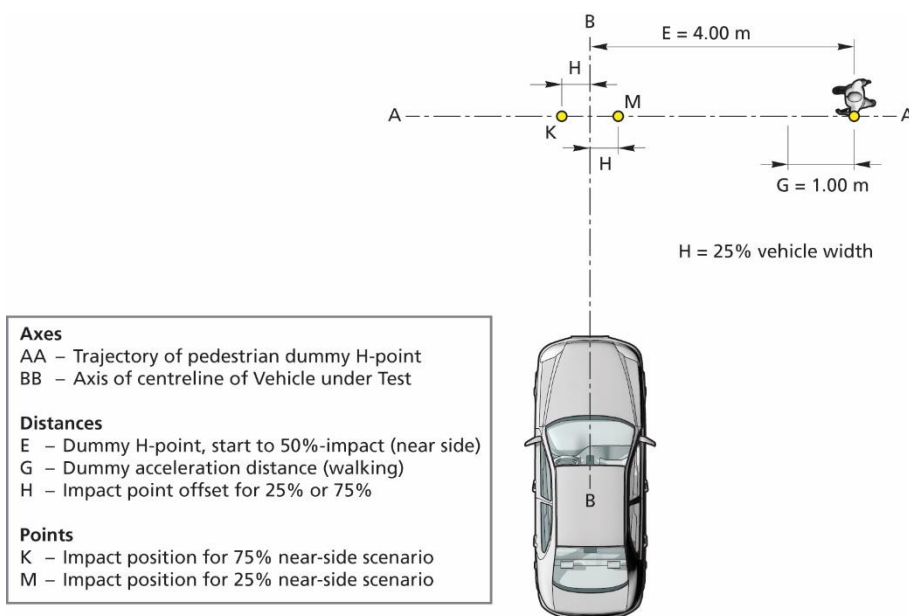 B
E = 4.00 m
H
M
A
A
K
H
G = 1.00 m
H = 25% vehicle width
Axes
AA – Trajectory of pedestrian dummy H-point
BB – Axis of centreline of Vehicle under Test
Distances
E – Dummy H-point, start to 50%-impact (near side)
G – Dummy acceleration distance (walking)
H – Impact point offset for 25% or 75%
B
Points
K – Impact position for 75% near-side scenario
M – Impact position for 25% near-side scenario